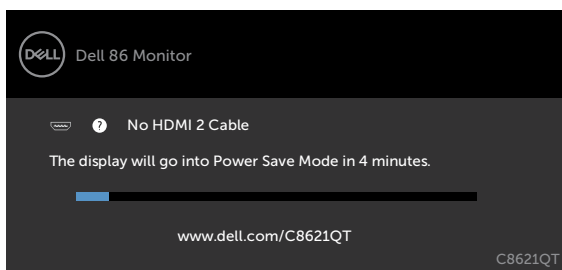 DELL
Dell 86 Monitor
? No HDMI 2 Cable
The display will go into Power Save Mode in 4 minutes.
www.dell.com/C8621QT
C8621QT